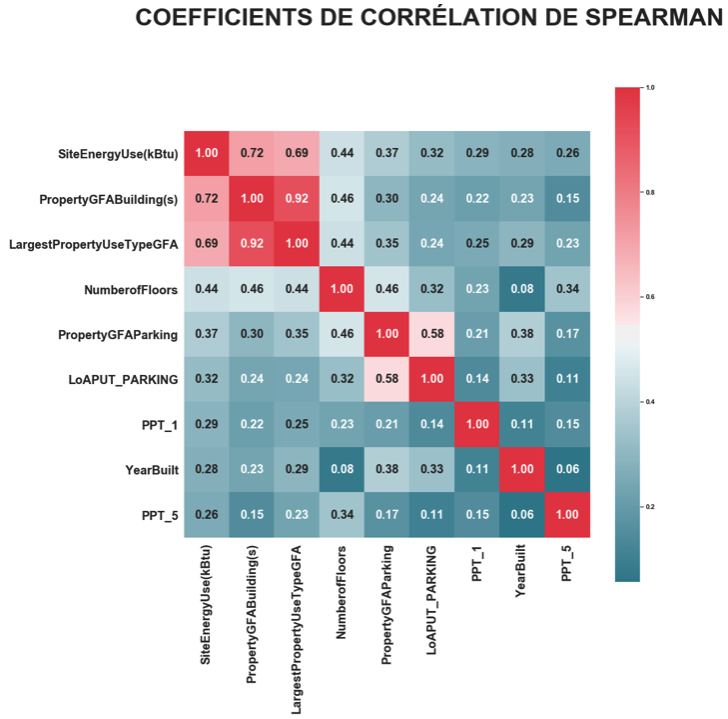 COEFFICIENTS DE CORRÉLATION DE SPEARMAN
1.0
SiteEnergyUse(kBtu) 1.00 0.72 0.69 0.44 0.37 0.32 0.29 0.28 0.26
PropertyGFABuilding(s) 0.72 1.00 0.92 0.46 0.30 0.24 0.22 0.23 0.15
0.8
LargestPropertyUseTypeGFA 0.69 0.92 1.00 0.44 0.35 0.24 0.25 0.29 0.23
NumberofFloors 0.44 0.46 0.44 1.00 0.46 0.32 0.23 0.08 0.34
0.6
PropertyGFAParking 0.37 0.30 0.35 0.46 1.00 0.58 0.21 0.38 0.17
LoAPUT_PARKING 0.32 0.24 0.24 0.32 0.58 1.00 0.14 0.33 0.11
0.4
PPT_1 0.29 0.22 0.25 0.23 0.21 0.14 1.00 0.11 0.15
YearBuilt 0.28 0.23 0.29 0.08 0.38 0.33 0.11 1.00 0.06
0.2
PPT_5 0.26 0.15 0.23 0.34 0.17 0.11 0.15 0.06 1.00
SiteEnergyUse(kBtu)
PropertyGFABuilding(s)
LargestPropertyUseTypeGFA
NumberofFloors
PropertyGFAParking
LoAPUT_PARKING
PPT_1
YearBuilt
PPT_5